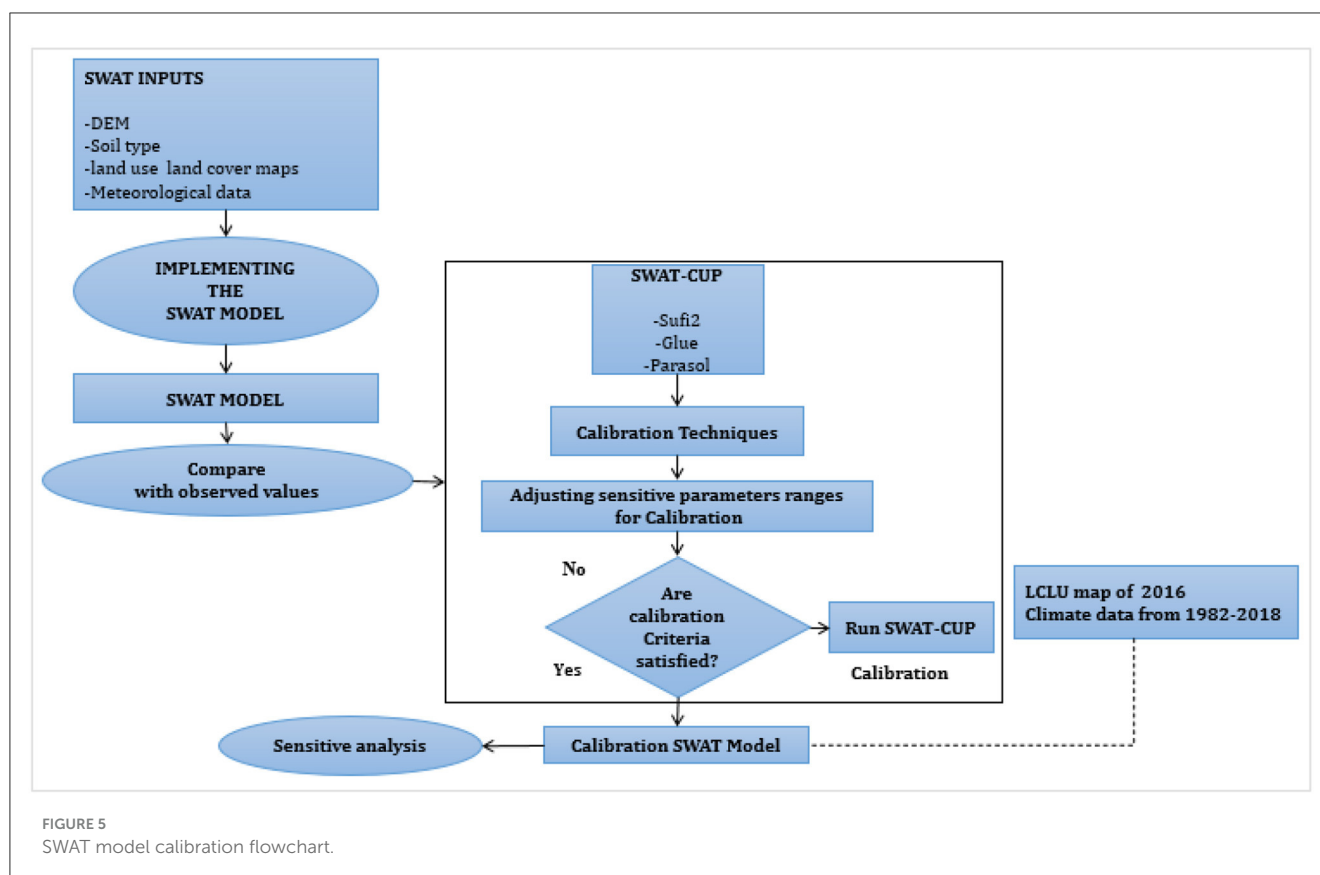 SWAT INPUTS
-DEM
-Soil type
-land use land cover maps
-Meteorological data
IMPLEMENTING
THE
SWAT MODEL
SWAT MODEL
Compare
with observed values
SWAT-CUP
-Sufi2
-Glue
-Parasol
Calibration Techniques
Adjusting sensitive parameters ranges
for Calibration
No
Are
calibration
Criteria
satisfied?
Yes
Run SWAT-CUP
Calibration
LCLU map of 2016
Climate data from 1982-2018
Sensitive analysis
Calibration SWAT Model
FIGURE 5
SWAT model calibration flowchart.